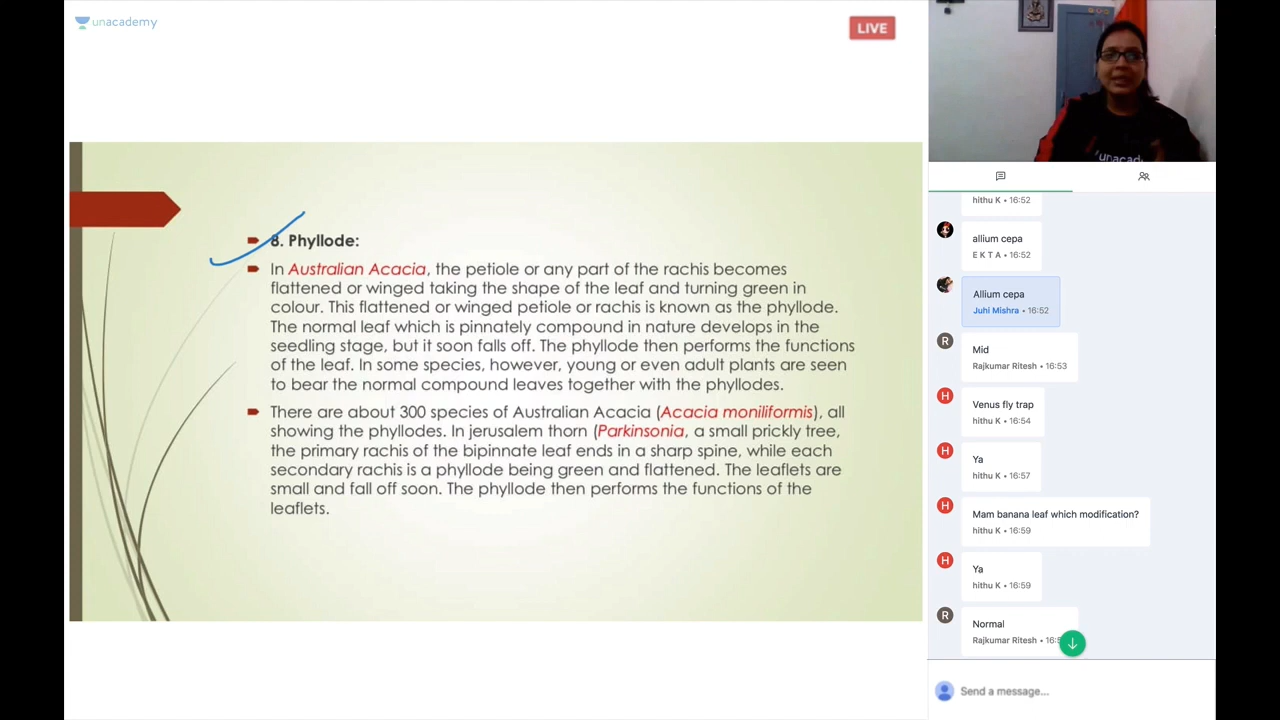 unacademy
LIVE
8. Phyllode:
In Australian Acacia, the petiole or any part of the rachis becomes
flattened or winged taking the shape of the leaf and turning green in
colour. This flattened or winged petiole or rachis is known as the phyllode.
The normal leaf which is pinnately compound in nature develops in the
seedling stage, but it soon falls off. The phyllode then performs the functions
of the leaf. In some species, however, young or even adult plants are seen
to bear the normal compound leaves together with the phyllodes.
There are about 300 species of Australian Acacia (Acacia moniliformis), all
showing the phyllodes. In jerusalem thorn (Parkinsonia, a small prickly tree,
the primary rachis of the bipinnate leaf ends in a sharp spine, while each
secondary rachis is a phyllode being green and flattened. The leaflets are
small and fall off soon. The phyllode then performs the functions of the
leaflets.
hithu K • 16:52
allium cepa
E K T A • 16:52
Allium cepa
Juhi Mishra • 16:52
R
Mid
Rajkumar Ritesh • 16:53
H
Venus fly trap
hithu K • 16:54
H
Ya
hithu K • 16:57
H
Mam banana leaf which modification?
hithu K • 16:59
H
Ya
hithu K • 16:59
R
Normal
Rajkumar Ritesh
Send a message...